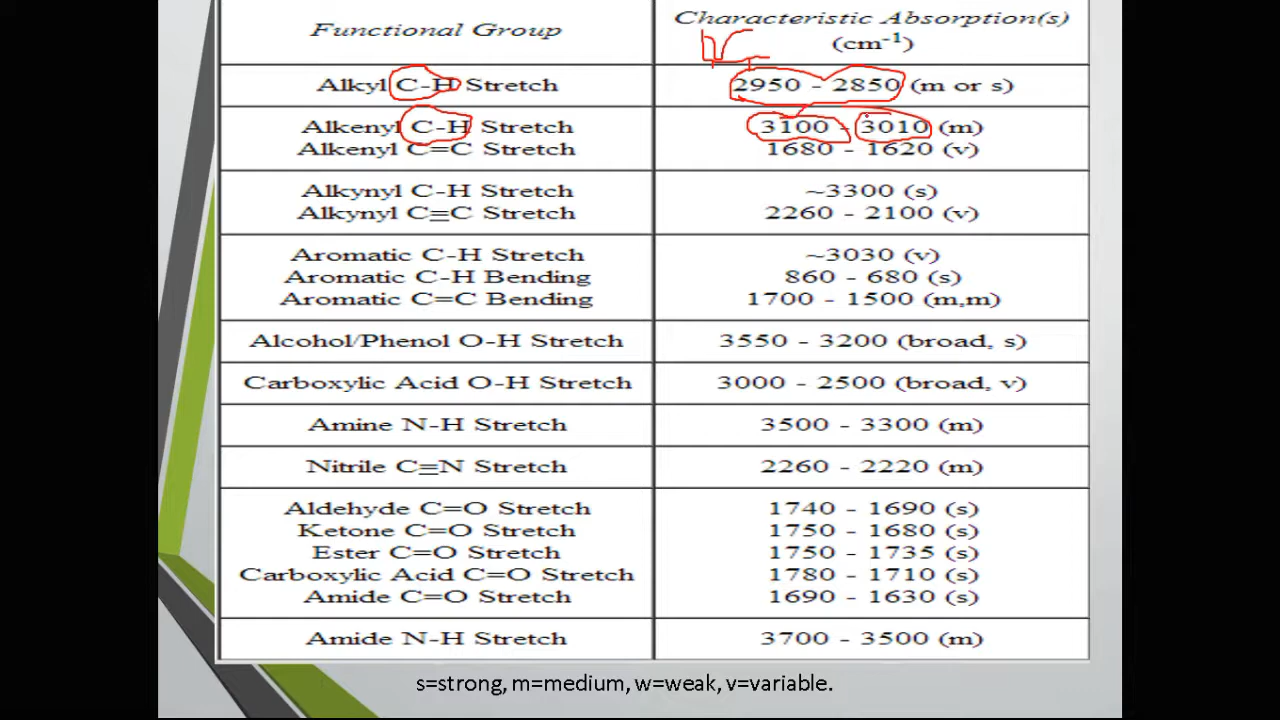 Functional Group Characteristic Absorption(s) (cm-1)
Alkyl C-H Stretch 2950 - 2850 (m or s)
Alkenyl C-H Stretch 3100 - 3010 (m)
Alkenyl C=C Stretch 1680 - 1620 (v)
Alkynyl C-H Stretch ~3300 (s)
Alkynyl C≡C Stretch 2260 - 2100 (v)
Aromatic C-H Stretch ~3030 (v)
Aromatic C-H Bending 860 - 680 (s)
Aromatic C=C Bending 1700 - 1500 (m,m)
Alcohol/Phenol O-H Stretch 3550 - 3200 (broad, s)
Carboxylic Acid O-H Stretch 3000 - 2500 (broad, v)
Amine N-H Stretch 3500 - 3300 (m)
Nitrile C≡N Stretch 2260 - 2220 (m)
Aldehyde C=O Stretch 1740 - 1690 (s)
Ketone C=O Stretch 1750 - 1680 (s)
Ester C=O Stretch 1750 - 1735 (s)
Carboxylic Acid C=O Stretch 1780 - 1710 (s)
Amide C=O Stretch 1690 - 1630 (s)
Amide N-H Stretch 3700 - 3500 (m)
s=strong, m=medium, w=weak, v=variable.